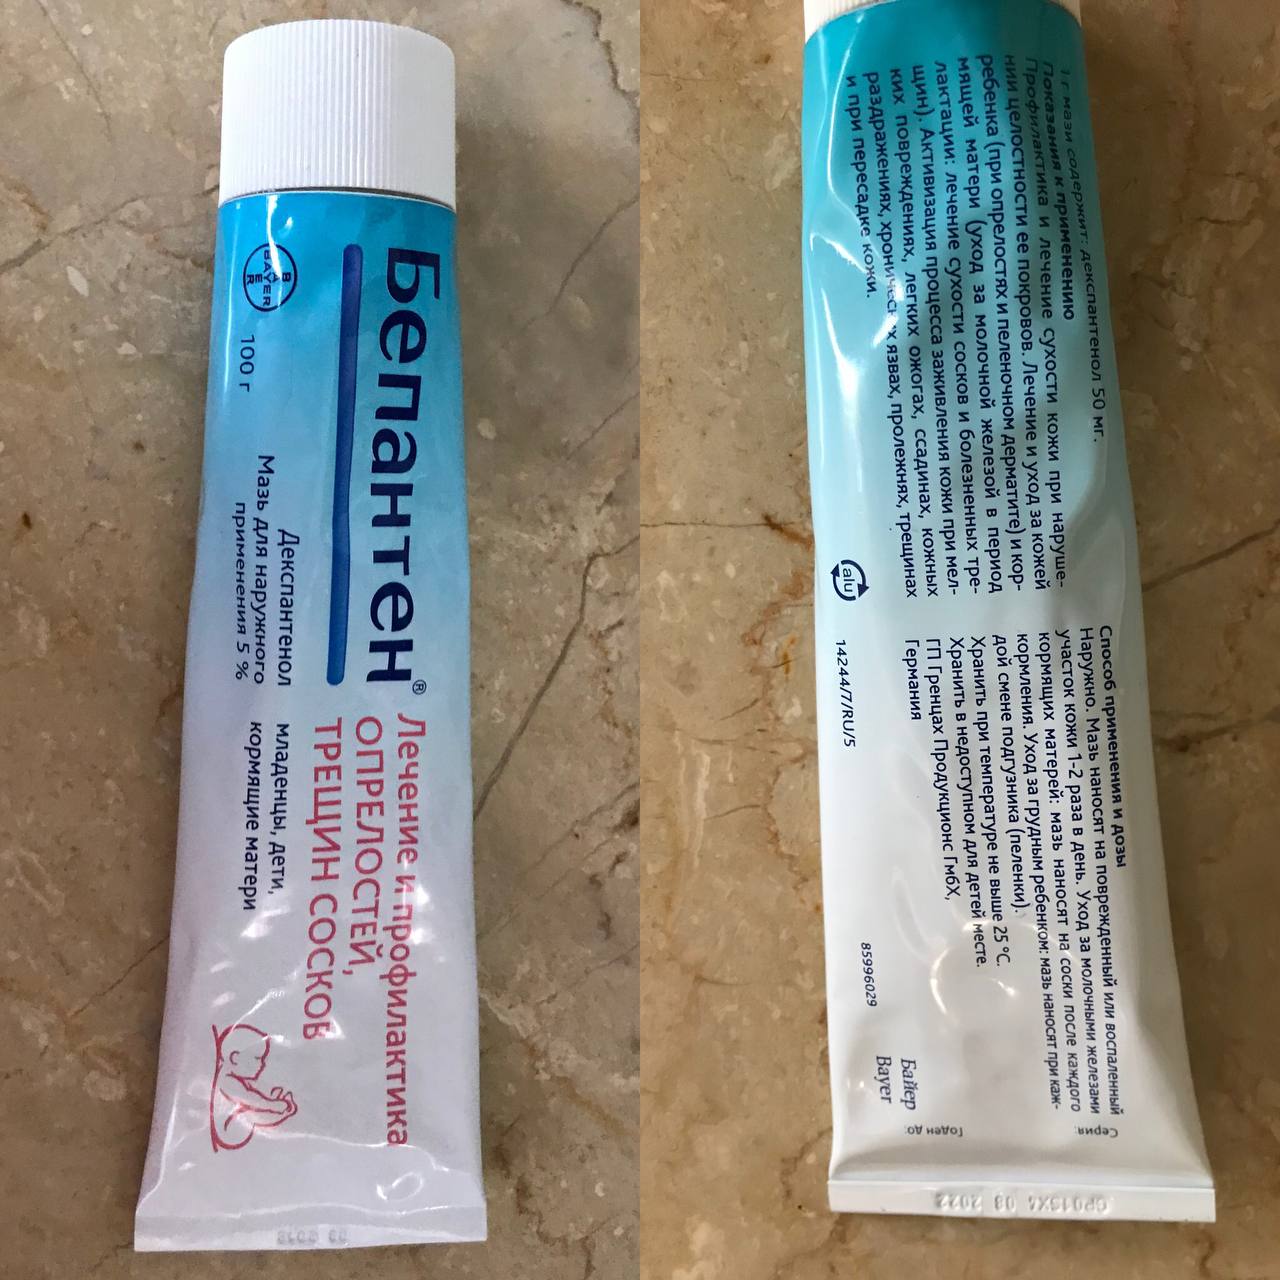 Бепантен®
BAYER
BAYER
100 г
Декспантенол
Мазь для наружного
применения 5 %
Лечение и профилактика
ОПРЕЛОСТЕЙ,
ТРЕЩИН СОСКОВ
младенцы, дети,
кормящие матери
1 г мази содержит: декспантенол 50 мг.
Показания к применению
Профилактика и лечение сухости кожи при наруше-
нии целостности ее покровов. Лечение и уход за кожей
ребенка (при опрелостях и пеленочном дерматите) и кор-
мящей матери (уход за молочной железой в период
лактации: лечение сухости сосков и болезненных тре-
щин). Активизация процесса заживления кожи при мел-
ких повреждениях, легких ожогах, ссадинах, кожных
раздражениях, хронических язвах, пролежнях, трещинах
и при пересадке кожи.
alu
14244/7/RU/5
Способ применения и дозы
Наружно. Мазь наносят на поврежденный или воспаленный
участок кожи 1-2 раза в день. Уход за молочными железами
кормящих матерей: мазь наносят на соски после каждого
кормления. Уход за грудным ребенком: мазь наносят при каж-
дой смене подгузника (пеленки).
Хранить при температуре не выше 25 °C.
Хранить в недоступном для детей месте.
ГП Гренцах Продукционс ГмбХ,
Германия
85996029
Байер
Bayer
Серия:
Годен до:
03 2022